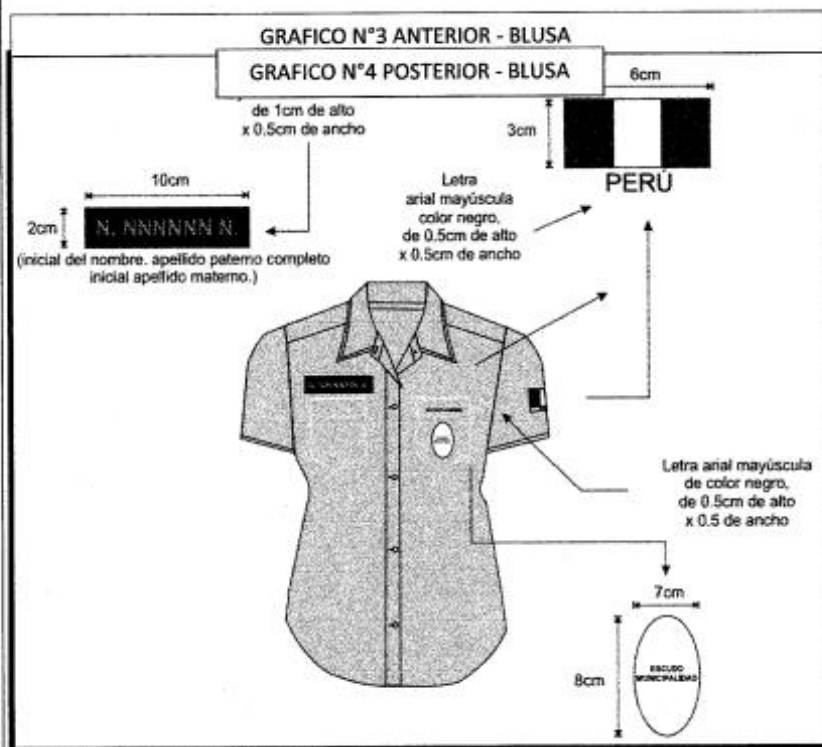 GRAFICO N°3 ANTERIOR - BLUSA
GRAFICO N°4 POSTERIOR - BLUSA
6cm
de 1cm de alto
x 0.5cm de ancho
3cm
PERÚ
10cm
2cm
N. NNNNNN N.
(inicial del nombre. apellido paterno completo
inicial apellido materno.)
Letra
arial mayúscula
color negro,
de 0.5cm de alto
x 0.5cm de ancho
Letra arial mayúscula
de color negro,
de 0.5cm de alto
x 0.5 de ancho
7cm
8cm
ESCUDO
MUNICIPALIDAD